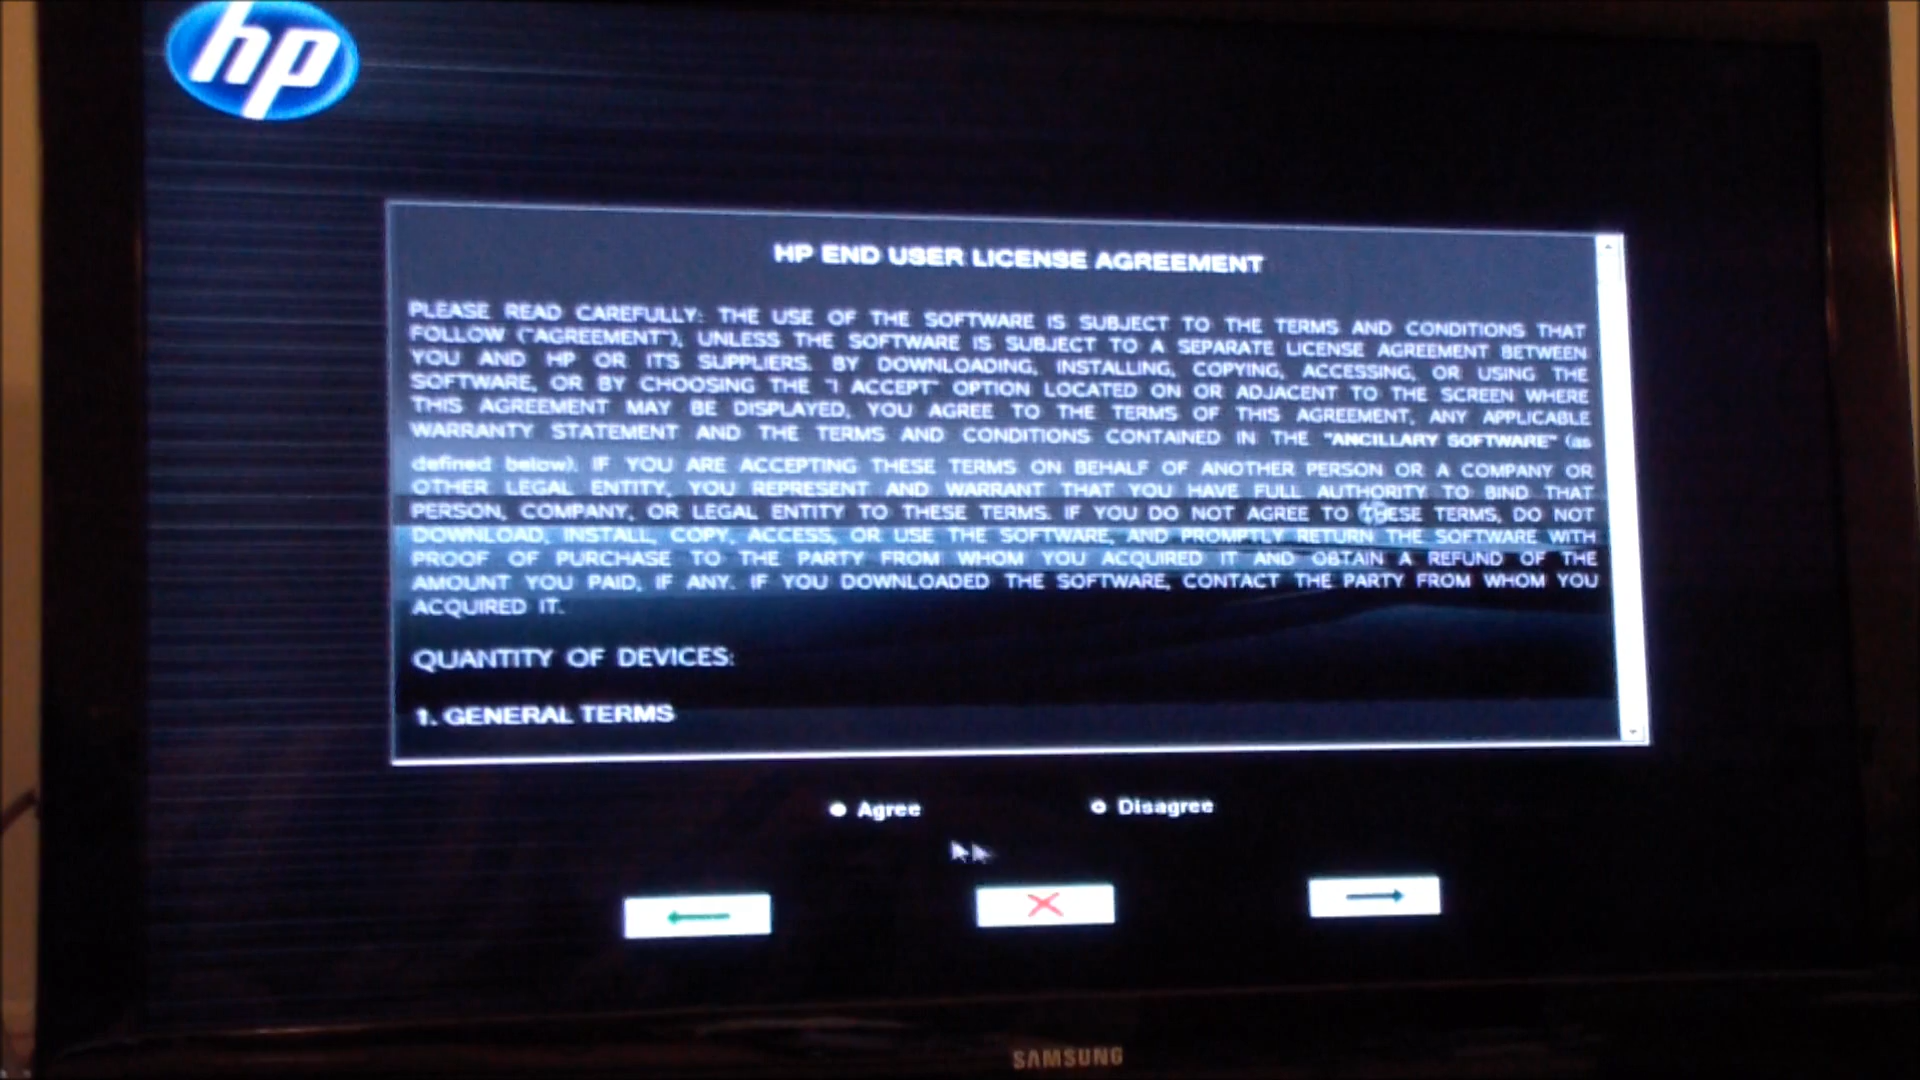 hp
HP END USER LICENSE AGREEMENT
PLEASE READ CAREFULLY: THE USE OF THE SOFTWARE IS SUBJECT TO THE TERMS AND CONDITIONS THAT
FOLLOW ("AGREEMENT"), UNLESS THE SOFTWARE IS SUBJECT TO A SEPARATE LICENSE AGREEMENT BETWEEN
YOU AND HP OR ITS SUPPLIERS. BY DOWNLOADING, INSTALLING, COPYING, ACCESSING, OR USING THE
SOFTWARE, OR BY CHOOSING THE "I ACCEPT" OPTION LOCATED ON OR ADJACENT TO THE SCREEN WHERE
THIS AGREEMENT MAY BE DISPLAYED, YOU AGREE TO THE TERMS OF THIS AGREEMENT, ANY APPLICABLE
WARRANTY STATEMENT AND THE TERMS AND CONDITIONS CONTAINED IN THE "ANCILLARY SOFTWARE" (as
defined below). IF YOU ARE ACCEPTING THESE TERMS ON BEHALF OF ANOTHER PERSON OR A COMPANY OR
OTHER LEGAL ENTITY, YOU REPRESENT AND WARRANT THAT YOU HAVE FULL AUTHORITY TO BIND THAT
PERSON, COMPANY, OR LEGAL ENTITY TO THESE TERMS. IF YOU DO NOT AGREE TO THESE TERMS, DO NOT
DOWNLOAD, INSTALL, COPY, ACCESS, OR USE THE SOFTWARE, AND PROMPTLY RETURN THE SOFTWARE WITH
PROOF OF PURCHASE TO THE PARTY FROM WHOM YOU ACQUIRED IT AND OBTAIN A REFUND OF THE
AMOUNT YOU PAID, IF ANY. IF YOU DOWNLOADED THE SOFTWARE, CONTACT THE PARTY FROM WHOM YOU
ACQUIRED IT.
QUANTITY OF DEVICES:
1. GENERAL TERMS
Agree Disagree
SAMSUNG